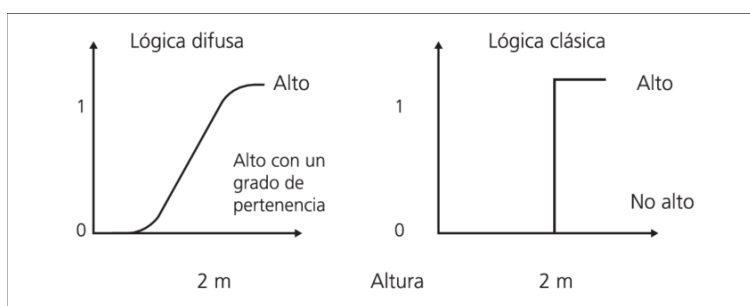 Lógica difusa
Alto
1
Alto con un
grado de
pertenencia
0
2 m
Altura
Lógica clásica
Alto
1
No alto
0
2 m